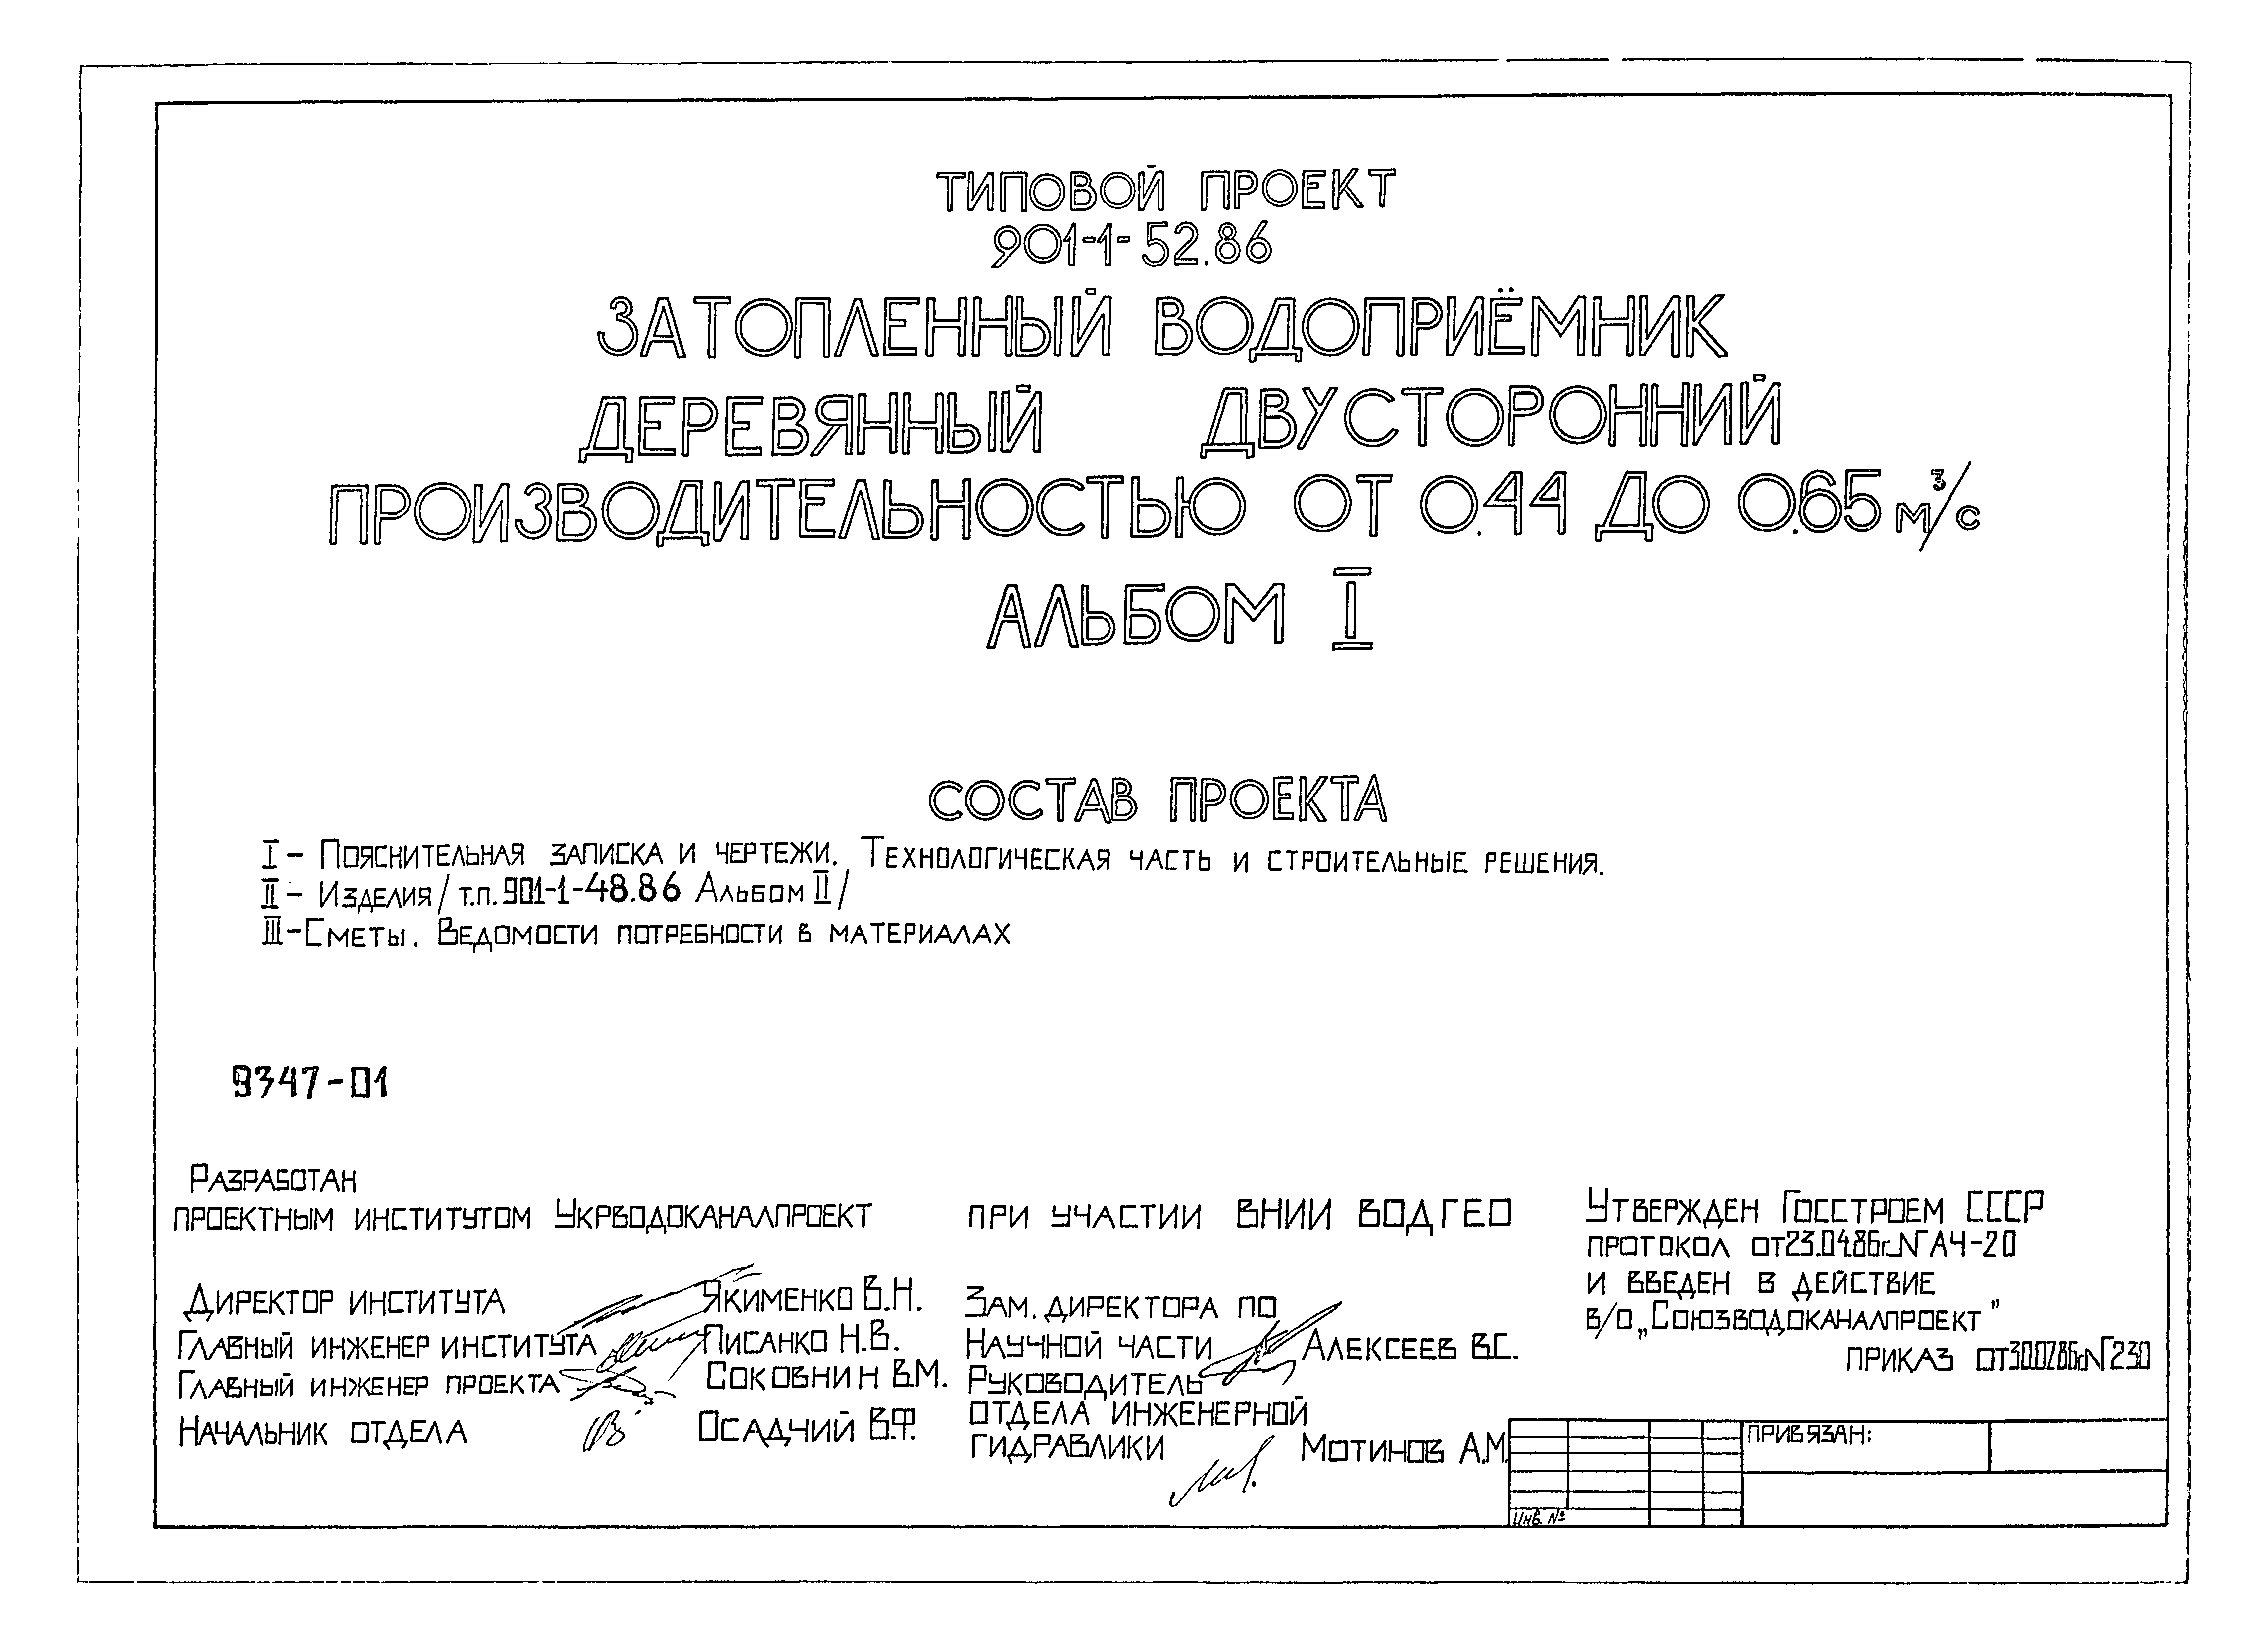 ТИПОВОЙ ПРОЕКТ
901-1-52.86
ЗАТОПЛЕННЫЙ ВОДОПРИЁМНИК
ДЕРЕВЯННЫЙ ДВУСТОРОННИЙ
ПРОИЗВОДИТЕЛЬНОСТЬЮ ОТ 0.44 ДО 0.65 м³/с
АЛЬБОМ I
СОСТАВ ПРОЕКТА
I – Пояснительная записка и чертежи. Технологическая часть и строительные решения.
II – Изделия /т.п. 901-1-48.86 Альбом II/
III – Сметы. Ведомости потребности в материалах
9347-01
Разработан
проектным институтом Укрводоканалпроект
Директор института Якименко В.Н.
Главный инженер института Писанко Н.В.
Главный инженер проекта Соковнин В.М.
Начальник отдела Осадчий В.Ф.
при участии ВНИИ ВОДГЕО
Зам. директора по
Научной части Алексеев В.С.
Руководитель
отдела инженерной
гидравлики Мотинов А.М.
Утвержден Госстроем СССР
протокол от 23.04.86г. № АЧ-20
и введен в действие
в/о „Союзводоканалпроект"
приказ от 30.07.86г. № 230
ПРИВЯЗАН:
Инв. №